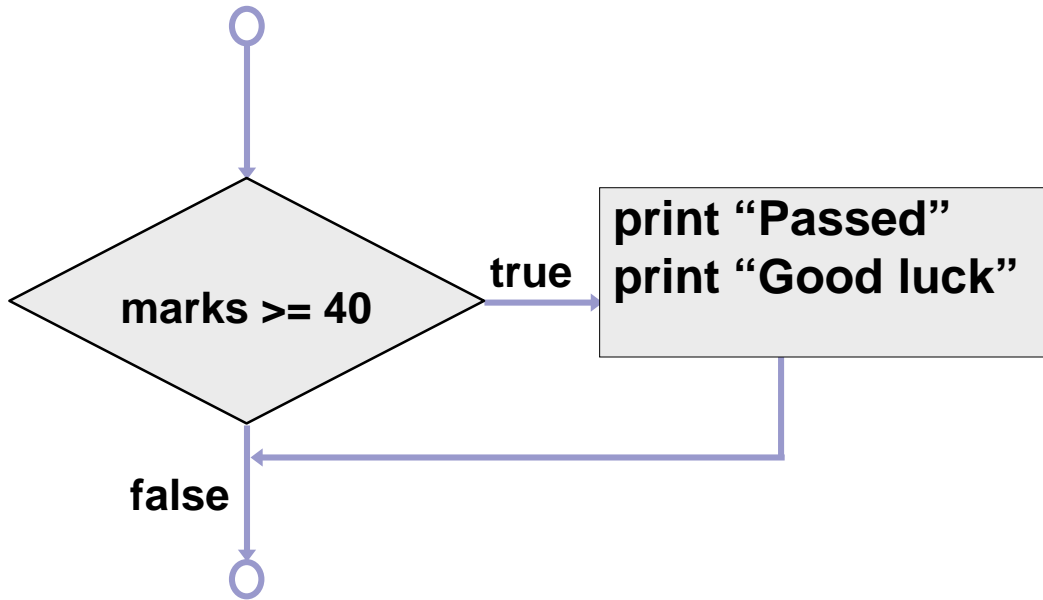 marks >= 40
true
print “Passed”
print “Good luck”
false